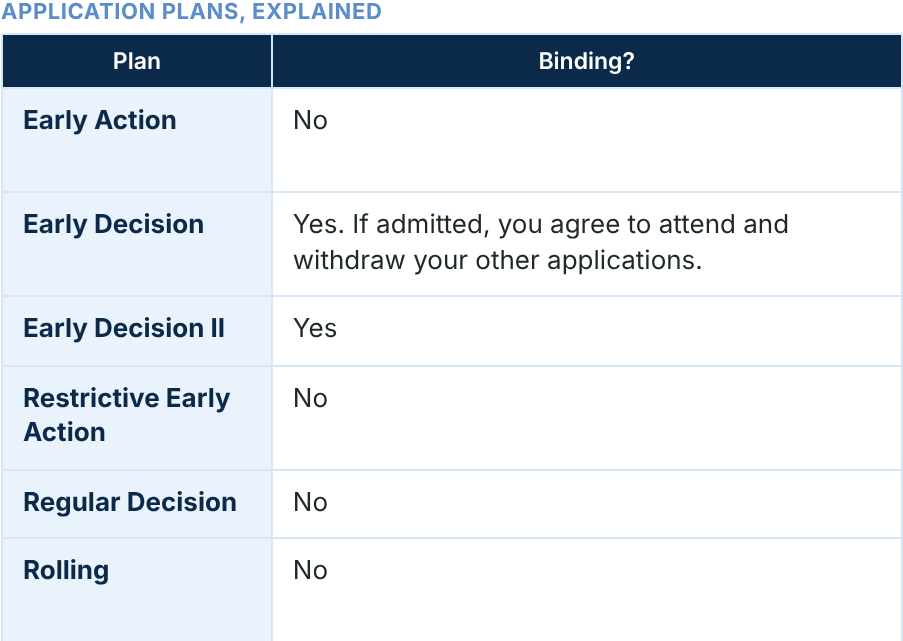 APPLICATION PLANS, EXPLAINED
Plan
Binding?
Early Action
No
Early Decision
Yes. If admitted, you agree to attend and
withdraw your other applications.
Early Decision II
Yes
Restrictive Early
Action
No
Regular Decision
No
Rolling
No